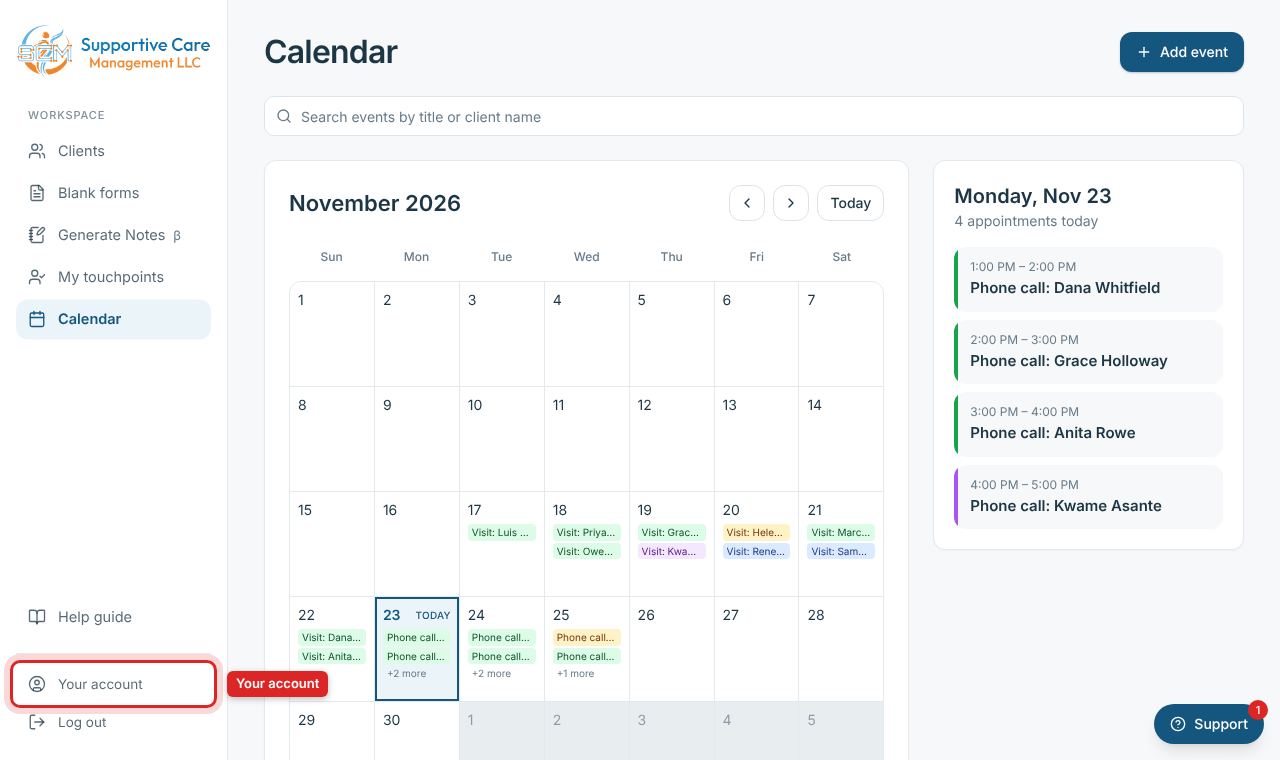 SCM
Supportive Care
Management LLC
WORKSPACE
Clients
Blank forms
Generate Notes β
My touchpoints
Calendar
Help guide
Your account
Your account
Log out
Calendar
+ Add event
Search events by title or client name
November 2026
Today
Sun Mon Tue Wed Thu Fri Sat
1 2 3 4 5 6 7
8 9 10 11 12 13 14
15 16 17 18 19 20 21
Visit: Luis ... Visit: Priya... Visit: Grac... Visit: Hele... Visit: Marc...
Visit: Owe... Visit: Kwa... Visit: Rene... Visit: Sam...
22 23 TODAY 24 25 26 27 28
Visit: Dana... Phone call... Phone call... Phone call...
Visit: Anita... Phone call... Phone call... Phone call...
+2 more +2 more +1 more
29 30 1 2 3 4 5
Monday, Nov 23
4 appointments today
1:00 PM – 2:00 PM
Phone call: Dana Whitfield
2:00 PM – 3:00 PM
Phone call: Grace Holloway
3:00 PM – 4:00 PM
Phone call: Anita Rowe
4:00 PM – 5:00 PM
Phone call: Kwame Asante
Support
1